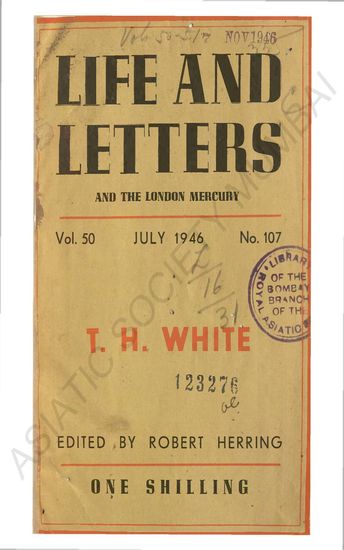 Vol. 50-51
NOV 1946
LIFE AND
LETTERS
AND THE LONDON MERCURY
Vol. 50 JULY 1946 No. 107
LIBRARY
OF THE
BOMBAY
BRANCH
OF THE
ROYAL ASIATIC
16
31
T. H. WHITE
123276
EDITED BY ROBERT HERRING
ONE SHILLING
ASIATIC SOCIETY MUMBAI